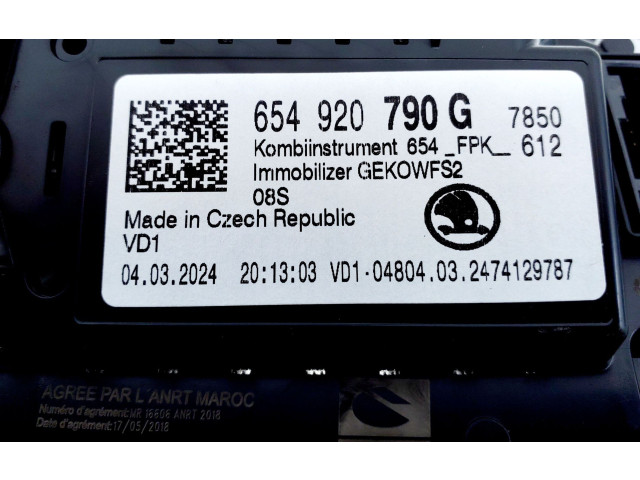 654 920 790 G 7850
Kombiinstrument 654 _FPK_ 612
Immobilizer GEKOWFS2
08S
Made in Czech Republic
VD1
04.03.2024 20:13:03 VD1-04804.03.2474129787
AGREE PAR L'ANRT MAROC
Numéro d'agrément:MR 16606 ANRT 2018
Date d'agrément:17/05/2018